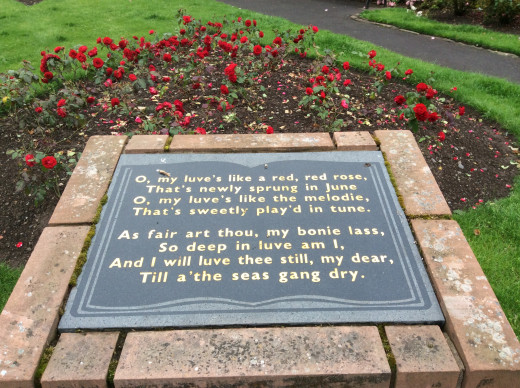 O, my luve's like a red, red rose,
That's newly sprung in June
O, my luve's like the melodie,
That's sweetly play'd in tune.
As fair art thou, my bonie lass,
So deep in luve am I,
And I will luve thee still, my dear,
Till a'the seas gang dry.